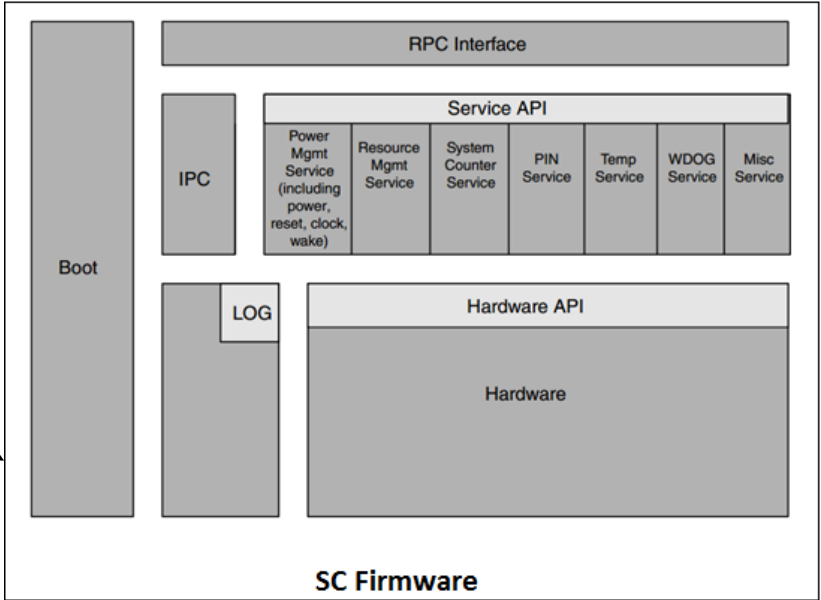 RPC Interface
Service API
IPC
Power
Mgmt
Service
(including
power,
reset, clock,
wake)
Resource
Mgmt
Service
System
Counter
Service
PIN
Service
Temp
Service
WDOG
Service
Misc
Service
Boot
LOG
Hardware API
Hardware
SC Firmware